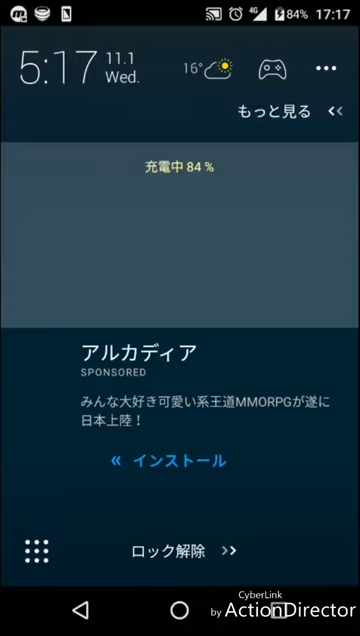 4G
84%
17:17
5:17
11.1
Wed.
16°
もっと見る
充電中 84 %
アルカディア
SPONSORED
みんな大好き可愛い系王道MMORPGが遂に
日本上陸！
« インストール
ロック解除
CyberLink
by ActionDirector